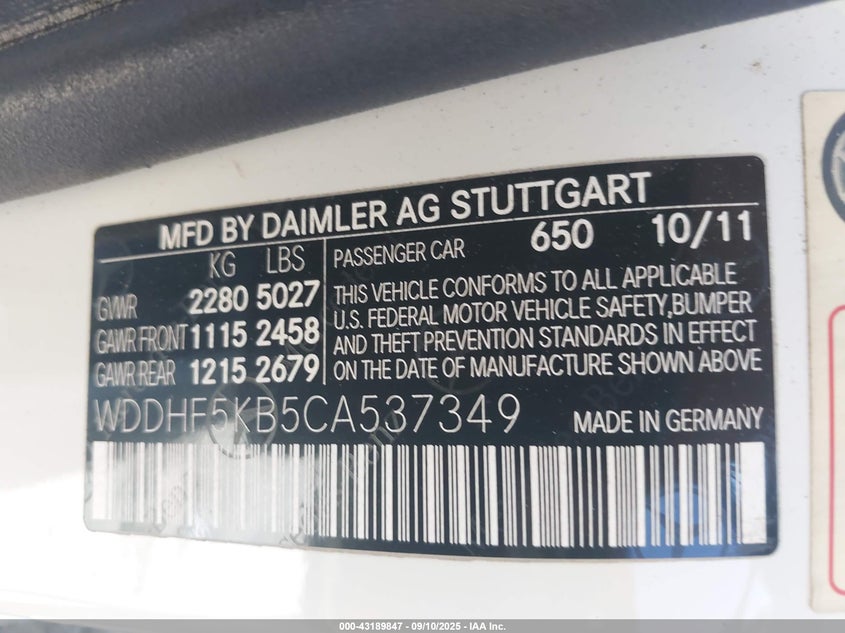 MFD BY DAIMLER AG STUTTGART
KG LBS
GVWR 2280 5027
GAWR FRONT 1115 2458
GAWR REAR 1215 2679
PASSENGER CAR 650 10/11
THIS VEHICLE CONFORMS TO ALL APPLICABLE
U.S. FEDERAL MOTOR VEHICLE SAFETY,BUMPER
AND THEFT PREVENTION STANDARDS IN EFFECT
ON THE DATE OF MANUFACTURE SHOWN ABOVE
WDDHF5KB5CA537349 MADE IN GERMANY
000-43189847 - 09/10/2025 - IAA Inc.